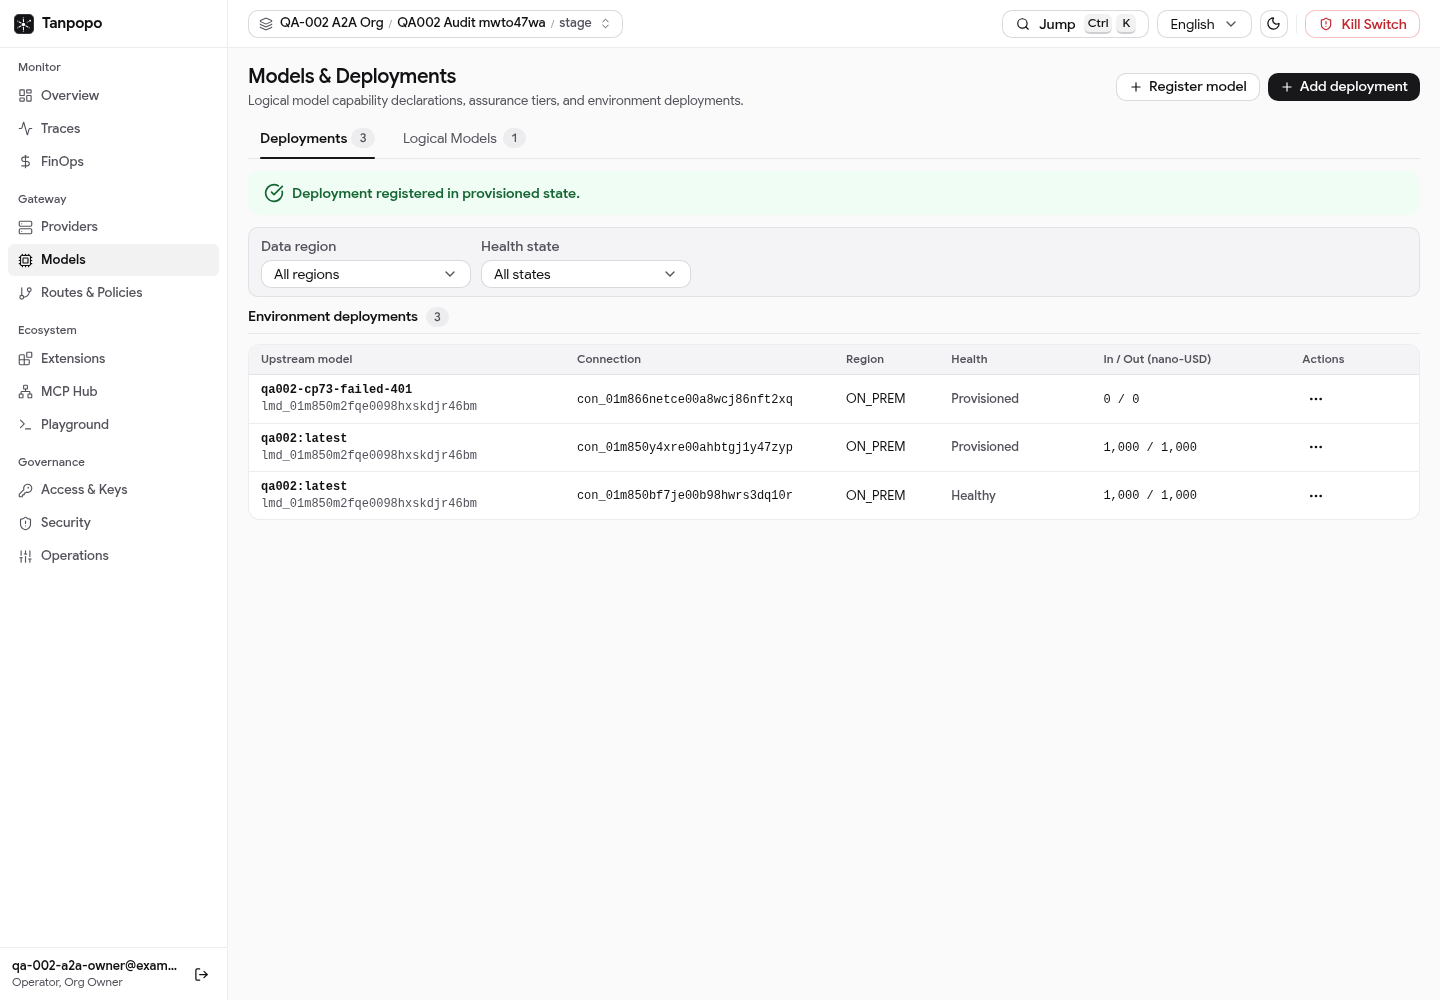 Tanpopo
QA-002 A2A Org / QA002 Audit mwto47wa / stage
Jump Ctrl K
English
Kill Switch
Monitor
Overview
Traces
FinOps
Gateway
Providers
Models
Routes & Policies
Ecosystem
Extensions
MCP Hub
Playground
Governance
Access & Keys
Security
Operations
qa-002-a2a-owner@exam...
Operator, Org Owner
Models & Deployments
Logical model capability declarations, assurance tiers, and environment deployments.
+ Register model
+ Add deployment
Deployments 3
Logical Models 1
Deployment registered in provisioned state.
Data region
All regions
Health state
All states
Environment deployments 3
Upstream model Connection Region Health In / Out (nano-USD) Actions
qa002-cp73-failed-401
lmd_01m850m2fqe0098hxskdjr46bm
con_01m866netce00a8wcj86nft2xq ON_PREM Provisioned 0 / 0 ...
qa002:latest
lmd_01m850m2fqe0098hxskdjr46bm
con_01m850y4xre00ahbtgj1y47zyp ON_PREM Provisioned 1,000 / 1,000 ...
qa002:latest
lmd_01m850m2fqe0098hxskdjr46bm
con_01m850bf7je00b98hwrs3dq10r ON_PREM Healthy 1,000 / 1,000 ...